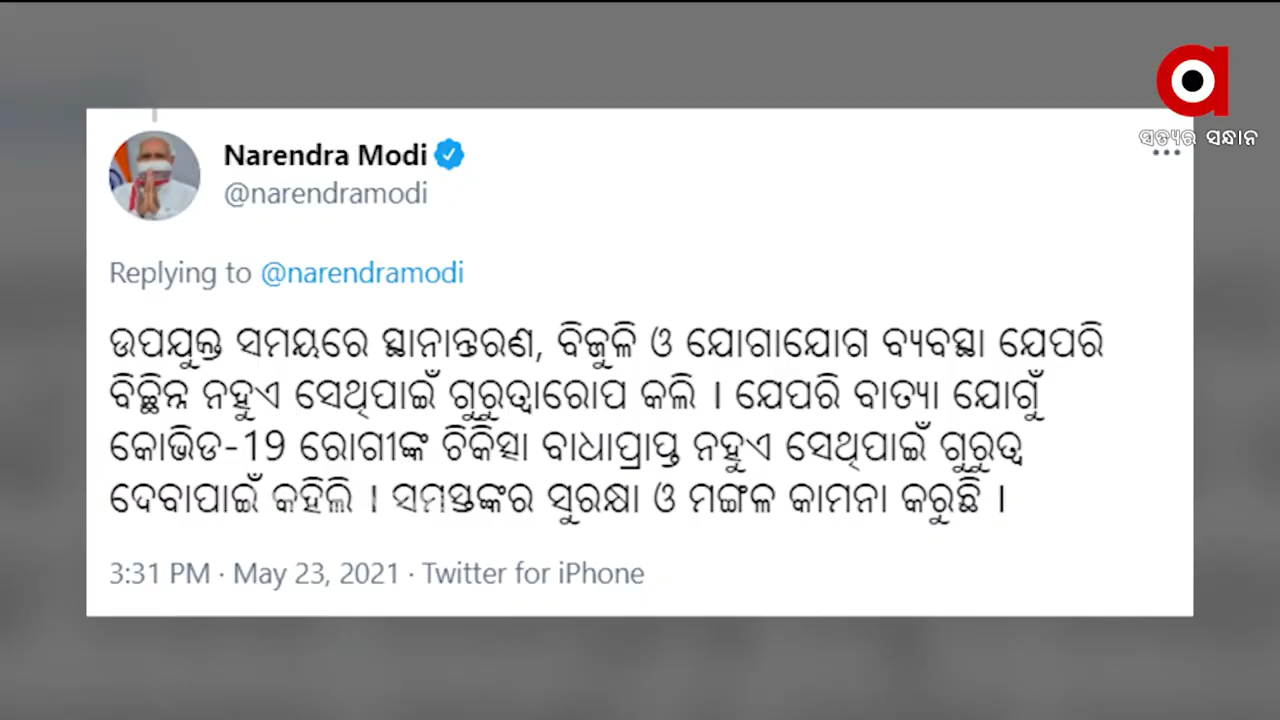 ସତ୍ୟର ସନ୍ଧାନ
Narendra Modi
@narendramodi
Replying to @narendramodi
ଉପଯୁକ୍ତ ସମୟରେ ସ୍ଥାନାନ୍ତରଣ, ବିଜୁଳି ଓ ଯୋଗାଯୋଗ ବ୍ୟବସ୍ଥା ଯେପରି
ବିଚ୍ଛିନ୍ନ ନହୁଏ ସେଥିପାଇଁ ଗୁରୁତ୍ୱାରୋପ କଲି । ଯେପରି ବାତ୍ୟା ଯୋଗୁଁ
କୋଭିଡ-19 ରୋଗୀଙ୍କ ଚିକିତ୍ସା ବାଧାପ୍ରାପ୍ତ ନହୁଏ ସେଥିପାଇଁ ଗୁରୁତ୍ୱ
ଦେବାପାଇଁ କହିଲି । ସମସ୍ତଙ୍କର ସୁରକ୍ଷା ଓ ମଙ୍ଗଳ କାମନା କରୁଛି ।
3:31 PM · May 23, 2021 · Twitter for iPhone